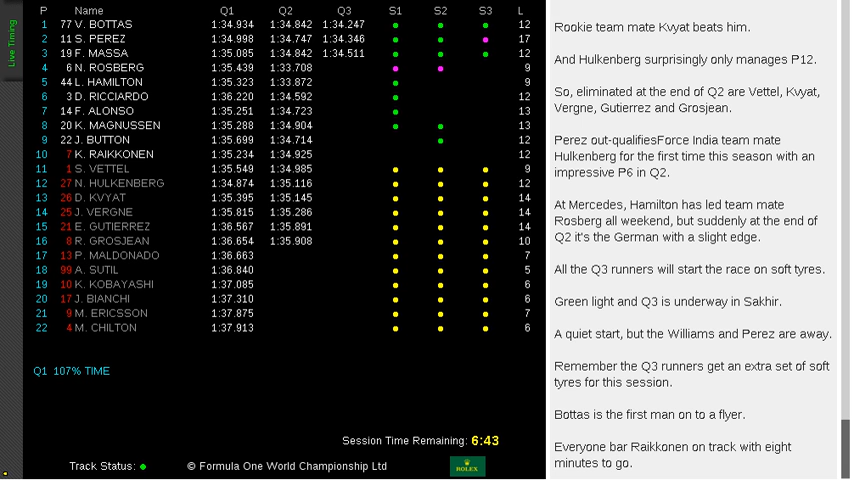 Live Timing
P Name Q1 Q2 Q3 S1 S2 S3 L
1 77 V. BOTTAS 1:34.934 1:34.842 1:34.247 12
2 11 S. PEREZ 1:34.998 1:34.747 1:34.346 17
3 19 F. MASSA 1:35.085 1:34.842 1:34.511 12
4 6 N. ROSBERG 1:35.439 1:33.708 9
5 44 L. HAMILTON 1:35.323 1:33.872 9
6 3 D. RICCIARDO 1:36.220 1:34.592 12
7 14 F. ALONSO 1:35.251 1:34.723 13
8 20 K. MAGNUSSEN 1:35.288 1:34.904 13
9 22 J. BUTTON 1:35.699 1:34.714 12
10 7 K. RAIKKONEN 1:35.234 1:34.925 12
11 1 S. VETTEL 1:35.549 1:34.985 9
12 27 N. HULKENBERG 1:34.874 1:35.116 12
13 26 D. KVYAT 1:35.395 1:35.145 14
14 25 J. VERGNE 1:35.815 1:35.286 14
15 21 E. GUTIERREZ 1:36.567 1:35.891 14
16 8 R. GROSJEAN 1:36.654 1:35.908 10
17 13 P. MALDONADO 1:36.663 7
18 99 A. SUTIL 1:36.840 5
19 10 K. KOBAYASHI 1:37.085 6
20 17 J. BIANCHI 1:37.310 6
21 9 M. ERICSSON 1:37.875 7
22 4 M. CHILTON 1:37.913 6
Q1 107% TIME
Session Time Remaining: 6:43
Track Status: © Formula One World Championship Ltd
ROLEX
Rookie team mate Kvyat beats him.
And Hulkenberg surprisingly only manages P12.
So, eliminated at the end of Q2 are Vettel, Kvyat,
Vergne, Gutierrez and Grosjean.
Perez out-qualifiesForce India team mate
Hulkenberg for the first time this season with an
impressive P6 in Q2.
At Mercedes, Hamilton has led team mate
Rosberg all weekend, but suddenly at the end of
Q2 it's the German with a slight edge.
All the Q3 runners will start the race on soft tyres.
Green light and Q3 is underway in Sakhir.
A quiet start, but the Williams and Perez are away.
Remember the Q3 runners get an extra set of soft
tyres for this session.
Bottas is the first man on to a flyer.
Everyone bar Raikkonen on track with eight
minutes to go.